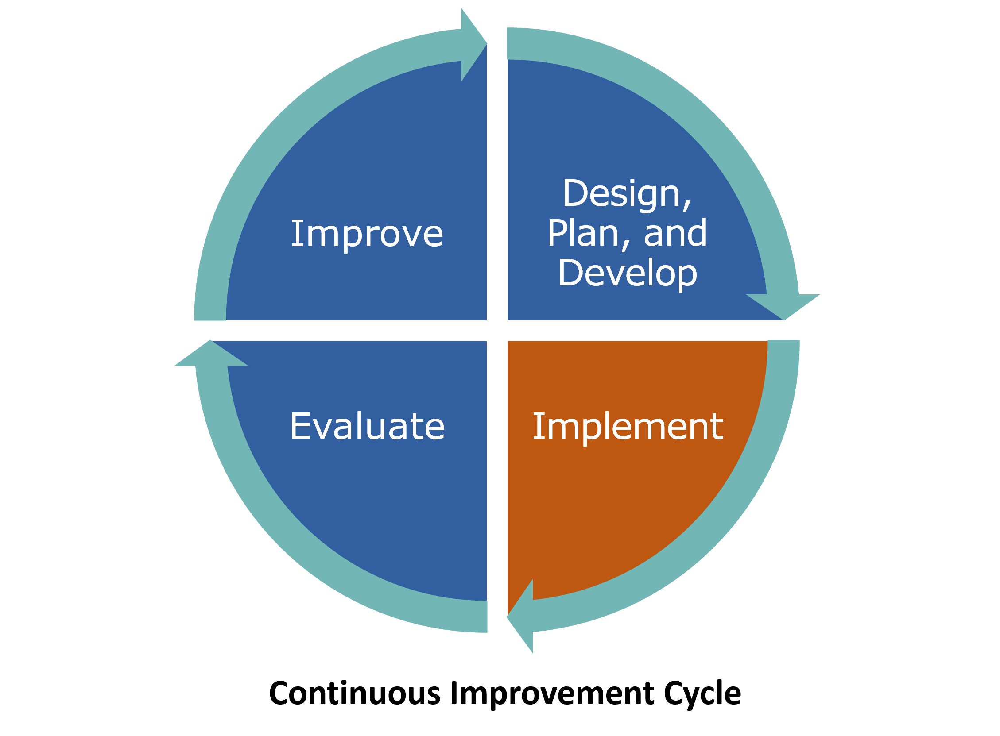 Improve
Design,
Plan, and
Develop
Evaluate
Implement
Continuous Improvement Cycle